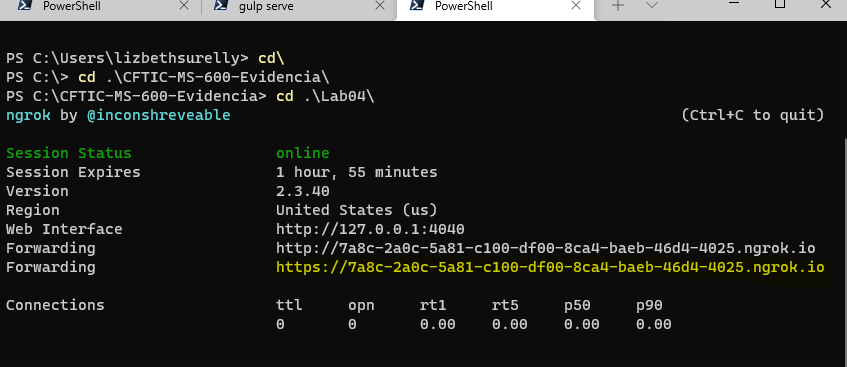 PowerShell gulp serve PowerShell
PS C:\Users\lizbethsurelly> cd\
PS C:\> cd .\CFTIC-MS-600-Evidencia\
PS C:\CFTIC-MS-600-Evidencia> cd .\Lab04\
ngrok by @inconshreveable (Ctrl+C to quit)
Session Status online
Session Expires 1 hour, 55 minutes
Version 2.3.40
Region United States (us)
Web Interface http://127.0.0.1:4040
Forwarding http://7a8c-2a0c-5a81-c100-df00-8ca4-baeb-46d4-4025.ngrok.io
Forwarding https://7a8c-2a0c-5a81-c100-df00-8ca4-baeb-46d4-4025.ngrok.io
Connections ttl opn rt1 rt5 p50 p90
0 0 0.00 0.00 0.00 0.00